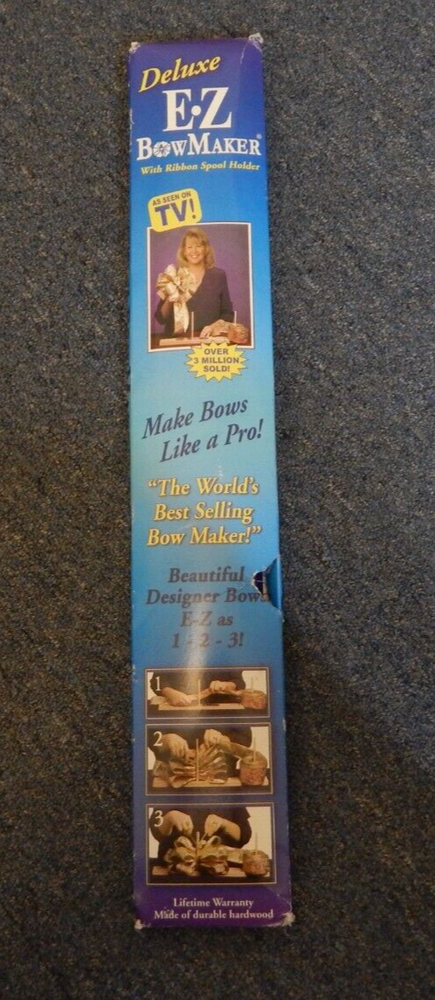 Deluxe
E·Z
BOWMAKER®
With Ribbon Spool Holder
AS SEEN ON
TV!
OVER
3 MILLION
SOLD!
Make Bows
Like a Pro!
"The World's
Best Selling
Bow Maker!"
Beautiful
Designer Bows
E-Z as
1 - 2 - 3!
1
2
3
Lifetime Warranty
Made of durable hardwood